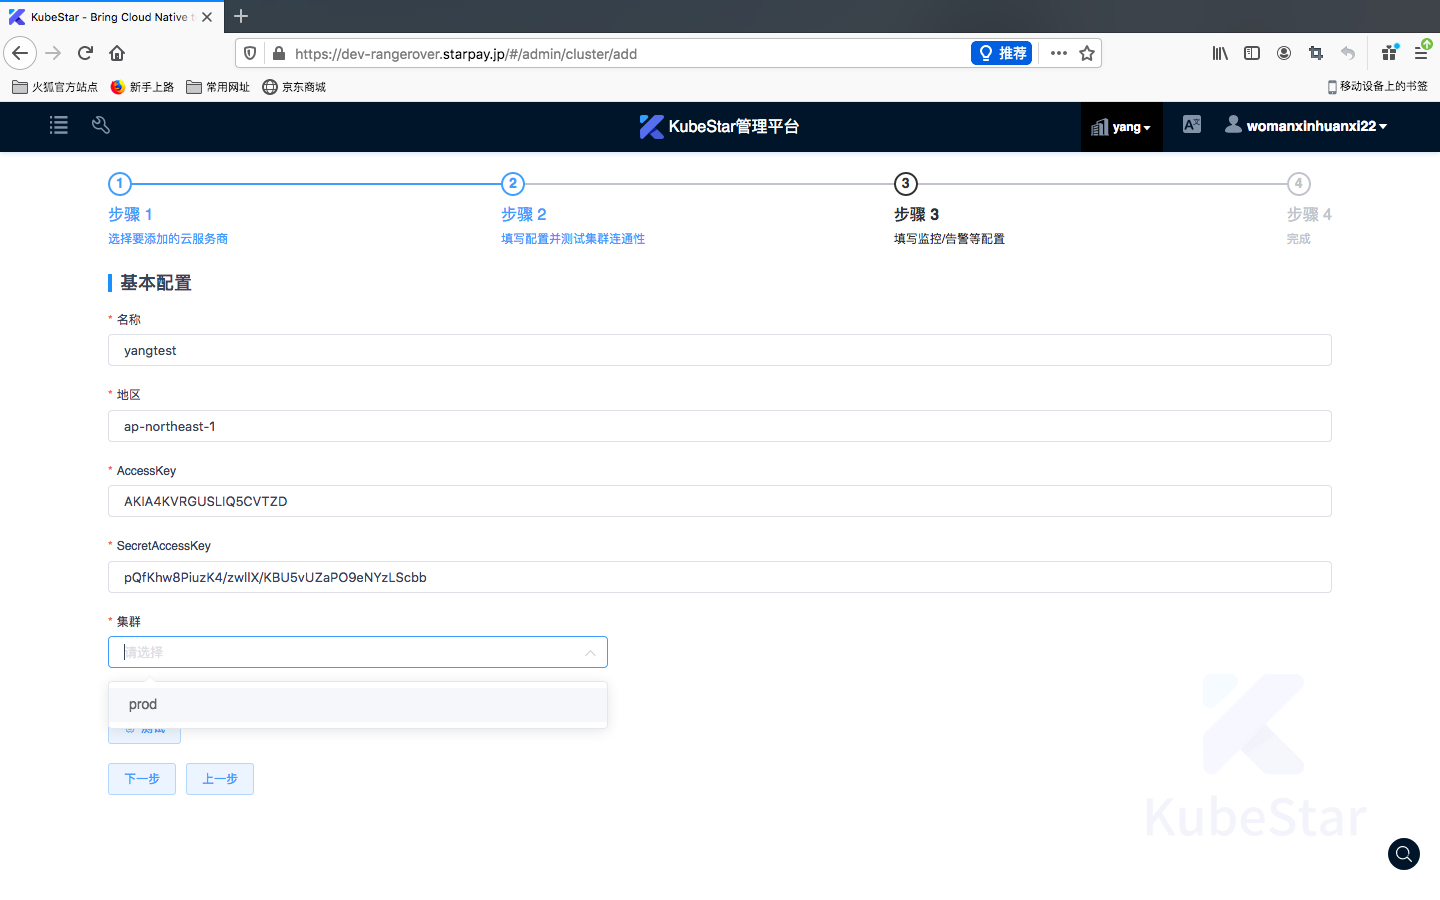 KubeStar - Bring Cloud Native
https://dev-rangerover.starpay.jp/#/admin/cluster/add
推荐
火狐官方站点 新手上路 常用网址 京东商城 移动设备上的书签
KubeStar管理平台
yang
womanxinhuanxi22
1 2 3 4
步骤 1 步骤 2 步骤 3 步骤 4
选择要添加的云服务商 填写配置并测试集群连通性 填写监控/告警等配置 完成
基本配置
* 名称
yangtest
* 地区
ap-northeast-1
* AccessKey
AKIA4KVRGUSLIQ5CVTZD
* SecretAccessKey
* 集群
请选择
prod
测试
下一步 上一步
KubeStar